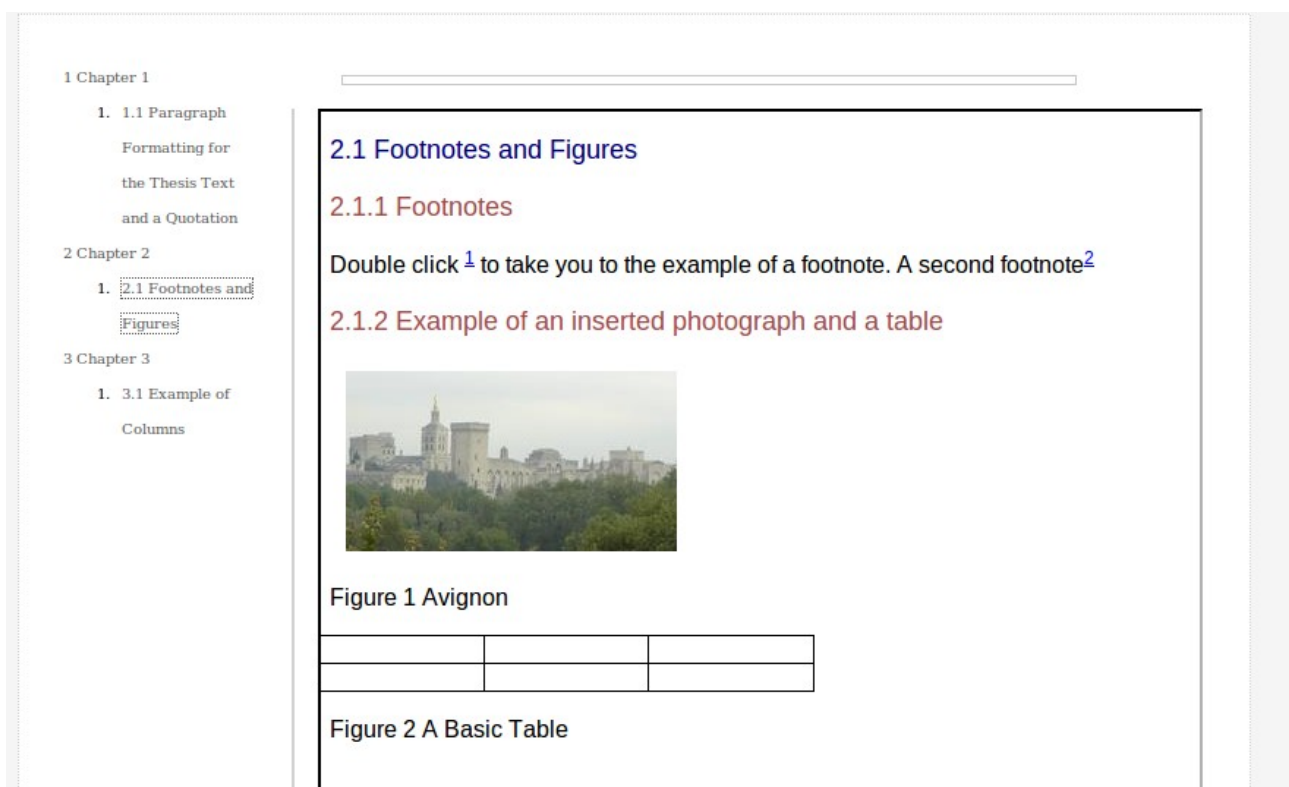 1 Chapter 1
1. 1.1 Paragraph
Formatting for
the Thesis Text
and a Quotation
2 Chapter 2
1. 2.1 Footnotes and
Figures
3 Chapter 3
1. 3.1 Example of
Columns
2.1 Footnotes and Figures
2.1.1 Footnotes
Double click 1 to take you to the example of a footnote. A second footnote2
2.1.2 Example of an inserted photograph and a table
Figure 1 Avignon
Figure 2 A Basic Table